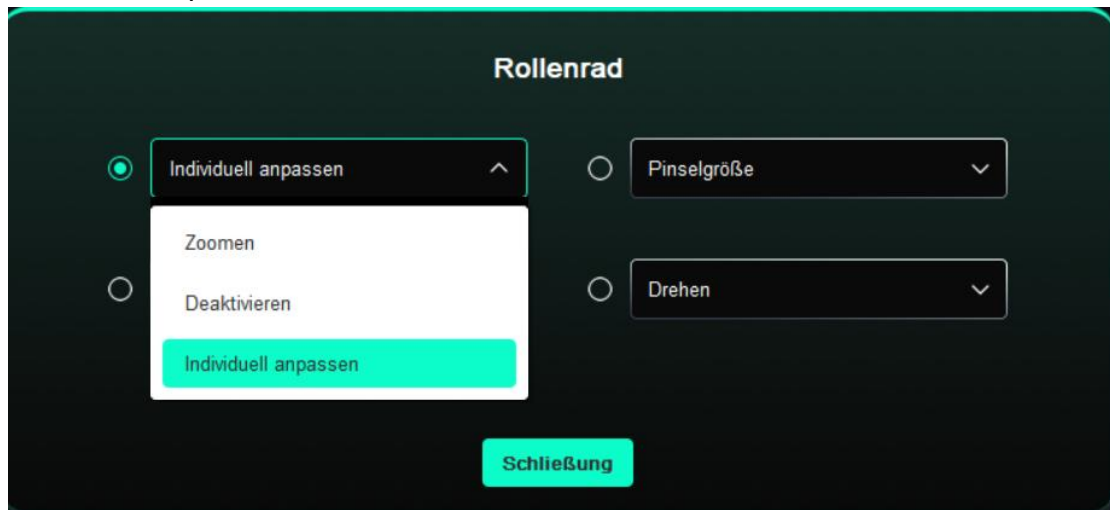 Rollenrad
Individuell anpassen
Pinselgröße
Zoomen
Deaktivieren
Individuell anpassen
Drehen
Schließung